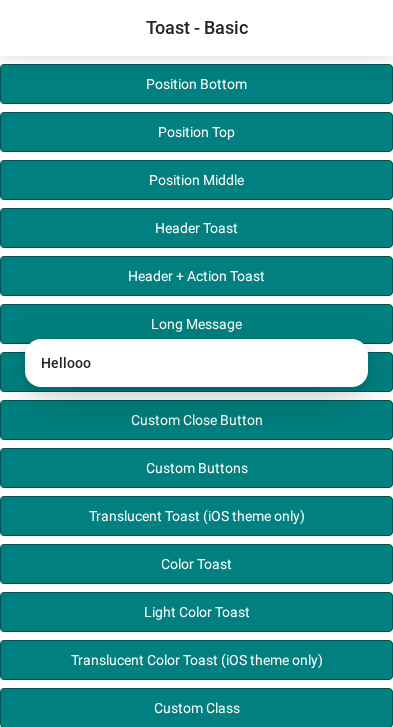 Toast - Basic
Position Bottom
Position Top
Position Middle
Header Toast
Header + Action Toast
Long Message
Hellooo
Custom Close Button
Custom Buttons
Translucent Toast (iOS theme only)
Color Toast
Light Color Toast
Translucent Color Toast (iOS theme only)
Custom Class